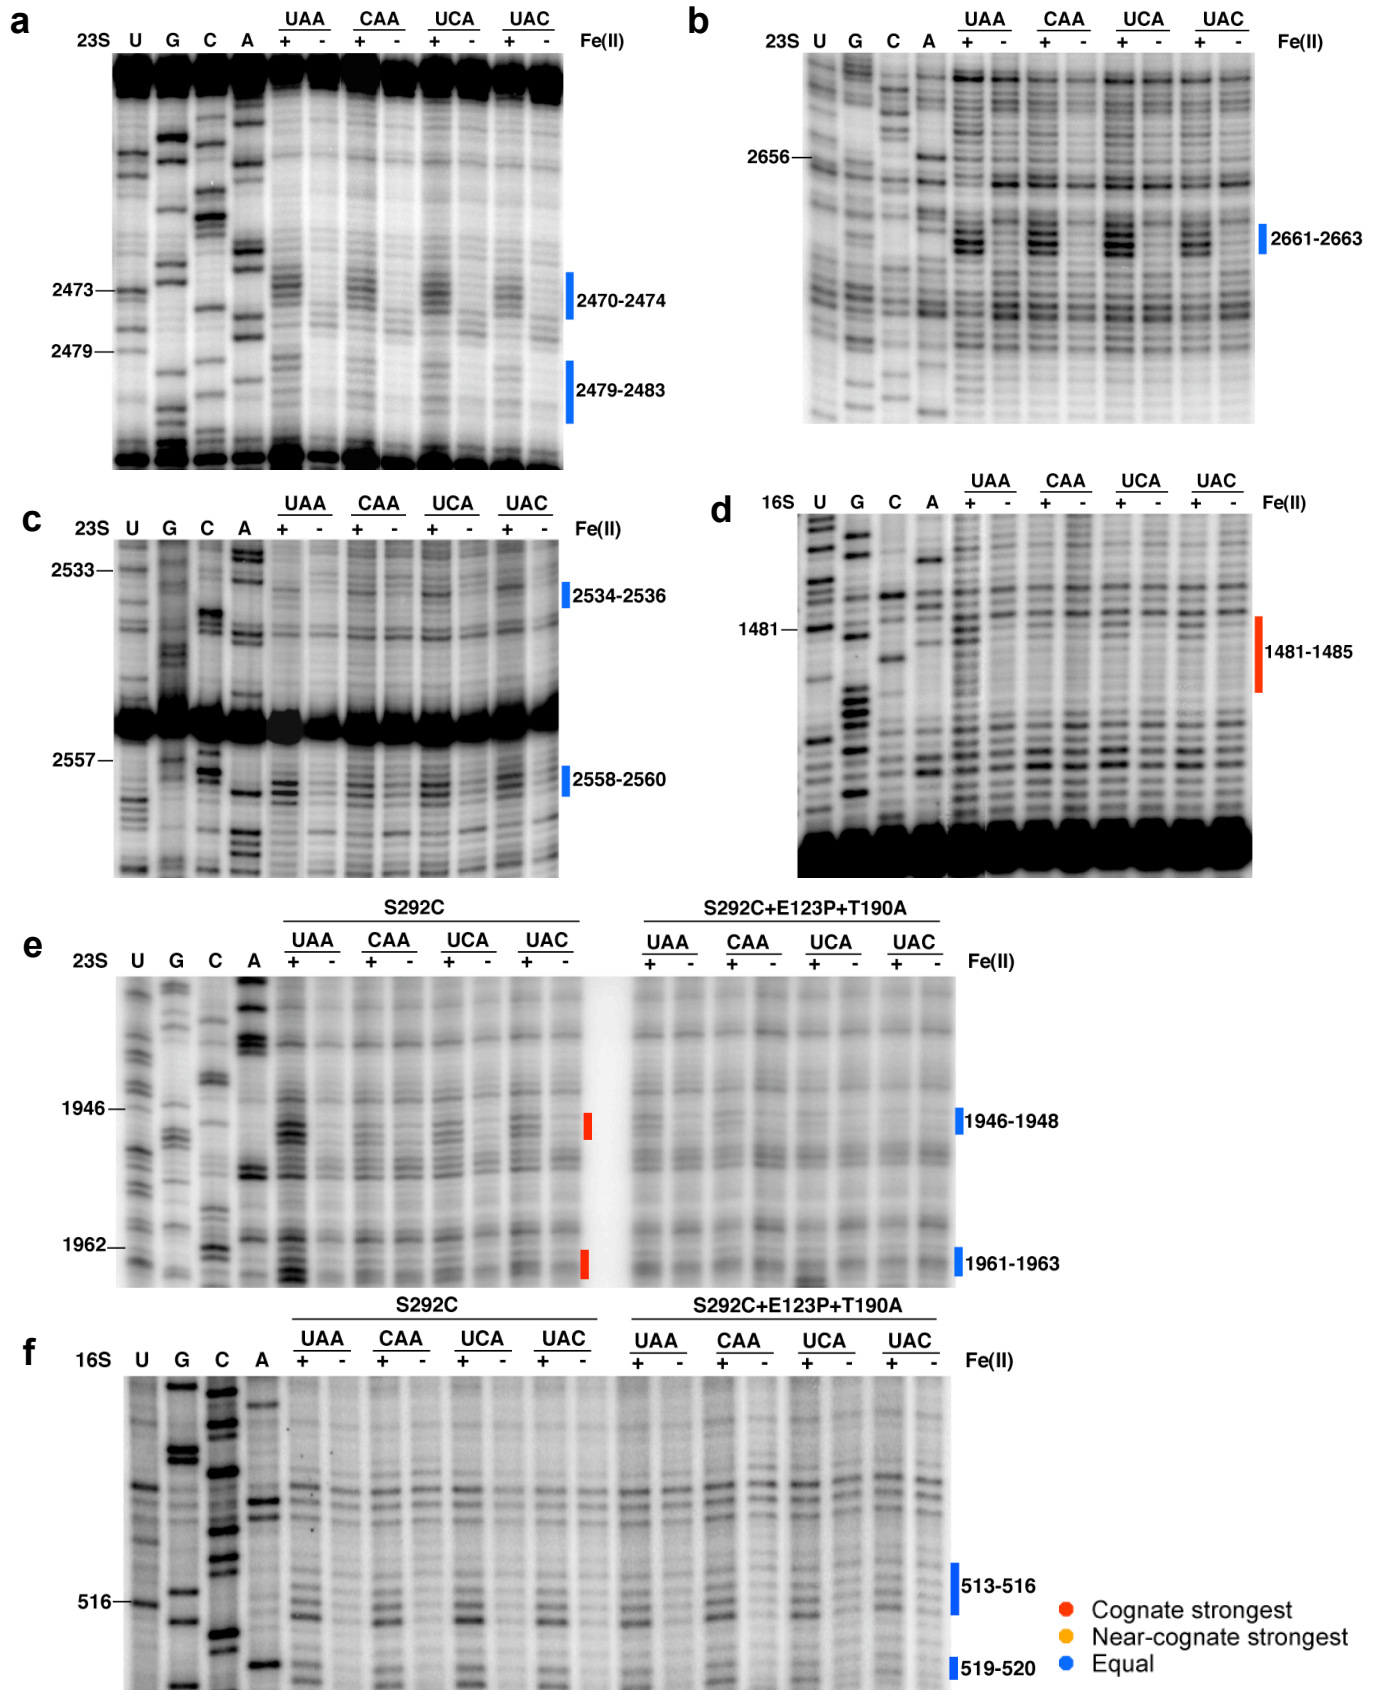 a
UAA CAA UCA UAC
23S U G C A + - + - + - + - Fe(II)
2473
2479
2470-2474
2479-2483
b
UAA CAA UCA UAC
23S U G C A + - + - + - + - Fe(II)
2656
2661-2663
c
UAA CAA UCA UAC
23S U G C A + - + - + - + - Fe(II)
2533
2557
2534-2536
2558-2560
d
UAA CAA UCA UAC
16S U G C A + - + - + - + - Fe(II)
1481
1481-1485
e
S292C S292C+E123P+T190A
UAA CAA UCA UAC UAA CAA UCA UAC
23S U G C A + - + - + - + - + - + - + - + - Fe(II)
1946
1962
1946-1948
1961-1963
f
S292C S292C+E123P+T190A
UAA CAA UCA UAC UAA CAA UCA UAC
16S U G C A + - + - + - + - + - + - + - + - Fe(II)
516
513-516
519-520
Cognate strongest
Near-cognate strongest
Equal